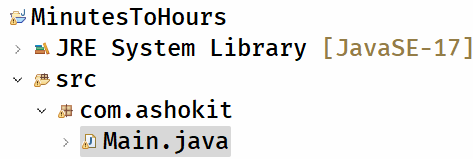 MinutesToHours
JRE System Library [JavaSE-17]
src
com.ashokit
Main.java